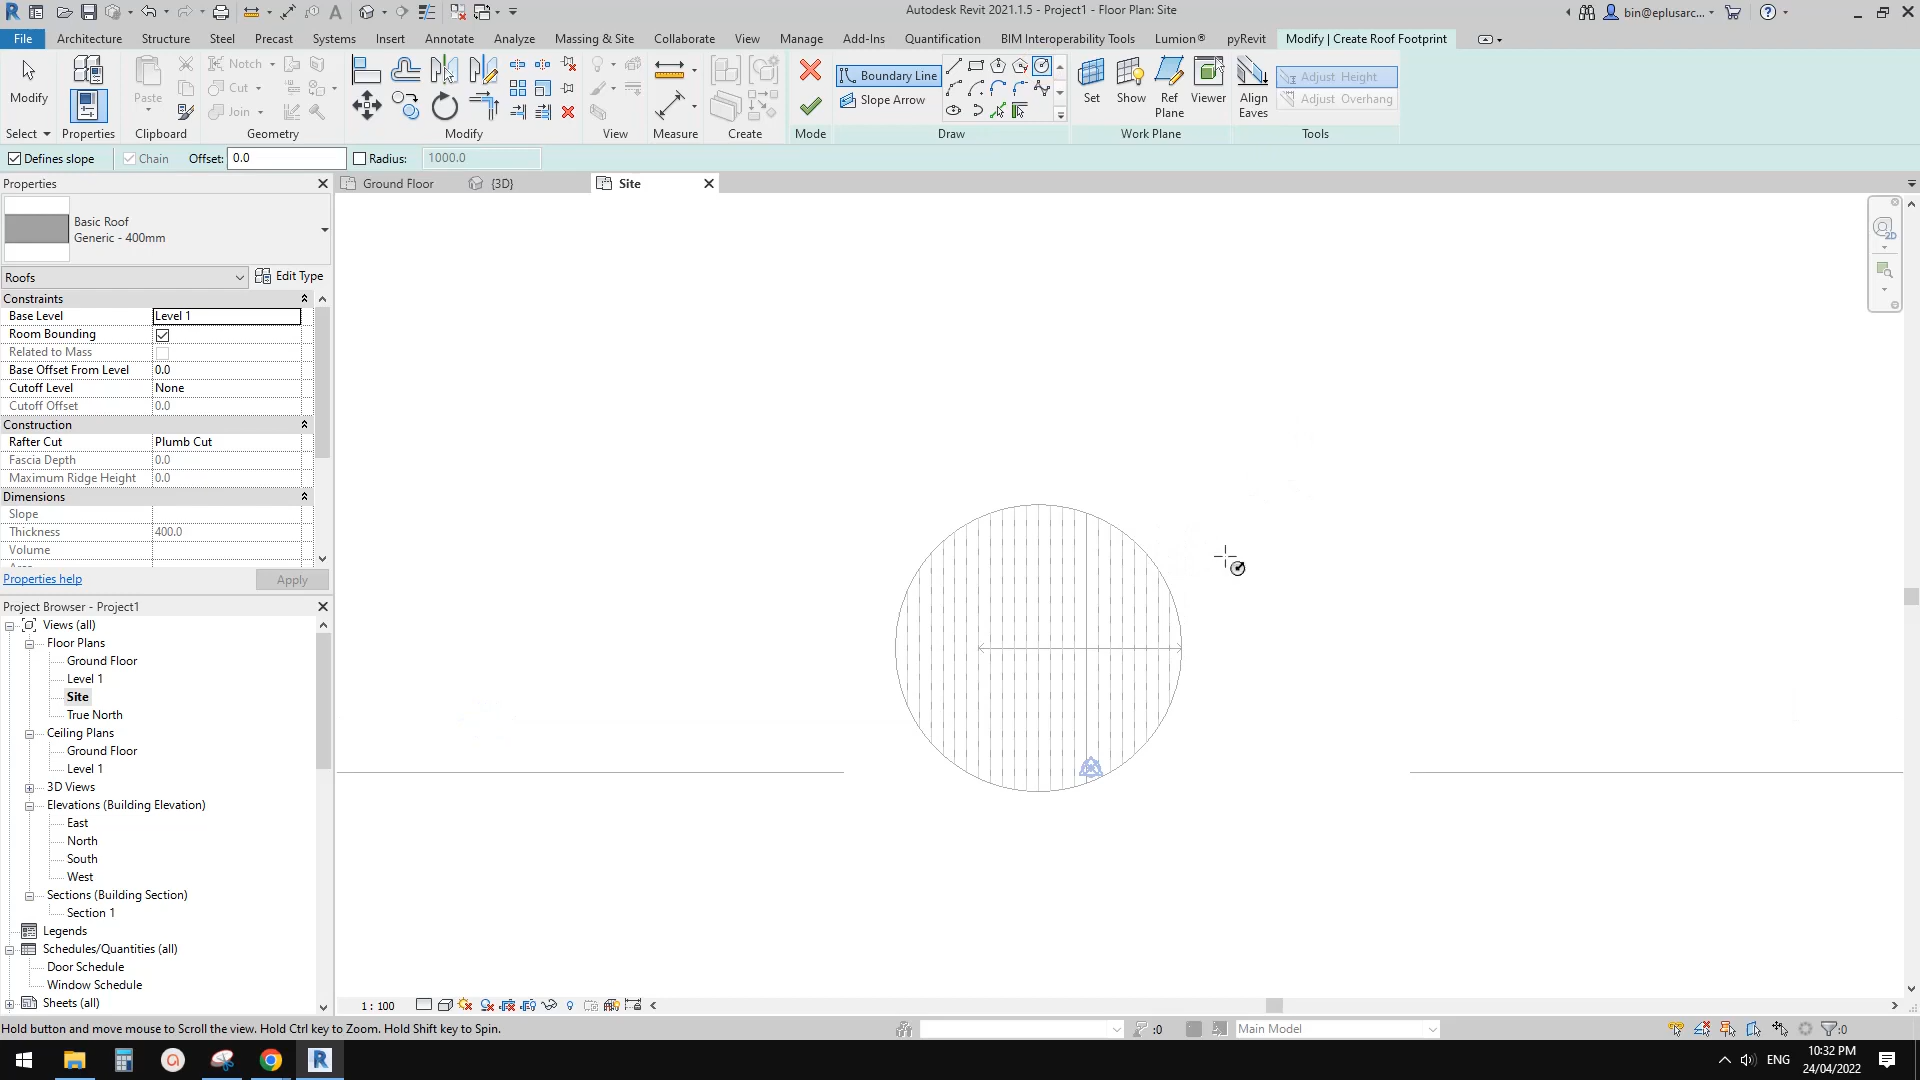 Autodesk Revit 2021.1.5 - Project1 - Floor Plan: Site
bin@eplusarc...
File Architecture Structure Steel Precast Systems Insert Annotate Analyze Massing & Site Collaborate View Manage Add-Ins Quantification BIM Interoperability Tools Lumion® pyRevit Modify | Create Roof Footprint
Modify
Paste
Notch
Cut
Join
Boundary Line
Slope Arrow
Set
Show
Ref Plane
Viewer
Align Eaves
Adjust Height
Adjust Overhang
Select Properties Clipboard Geometry Modify View Measure Create Mode Draw Work Plane Tools
Defines slope Chain Offset: 0.0 Radius: 1000.0
Properties
Ground Floor {3D} Site
Basic Roof
Generic - 400mm
Roofs Edit Type
Constraints
Base Level Level 1
Room Bounding
Related to Mass
Base Offset From Level 0.0
Cutoff Level None
Cutoff Offset 0.0
Construction
Rafter Cut Plumb Cut
Fascia Depth 0.0
Maximum Ridge Height 0.0
Dimensions
Slope
Thickness 400.0
Volume
Properties help Apply
Project Browser - Project1
Views (all)
Floor Plans
Ground Floor
Level 1
Site
True North
Ceiling Plans
Ground Floor
Level 1
3D Views
Elevations (Building Elevation)
East
North
South
West
Sections (Building Section)
Section 1
Legends
Schedules/Quantities (all)
Door Schedule
Window Schedule
Sheets (all)
1 : 100
Hold button and move mouse to Scroll the view. Hold Ctrl key to Zoom. Hold Shift key to Spin.
:0 Main Model :0
ENG
10:32 PM
24/04/2022